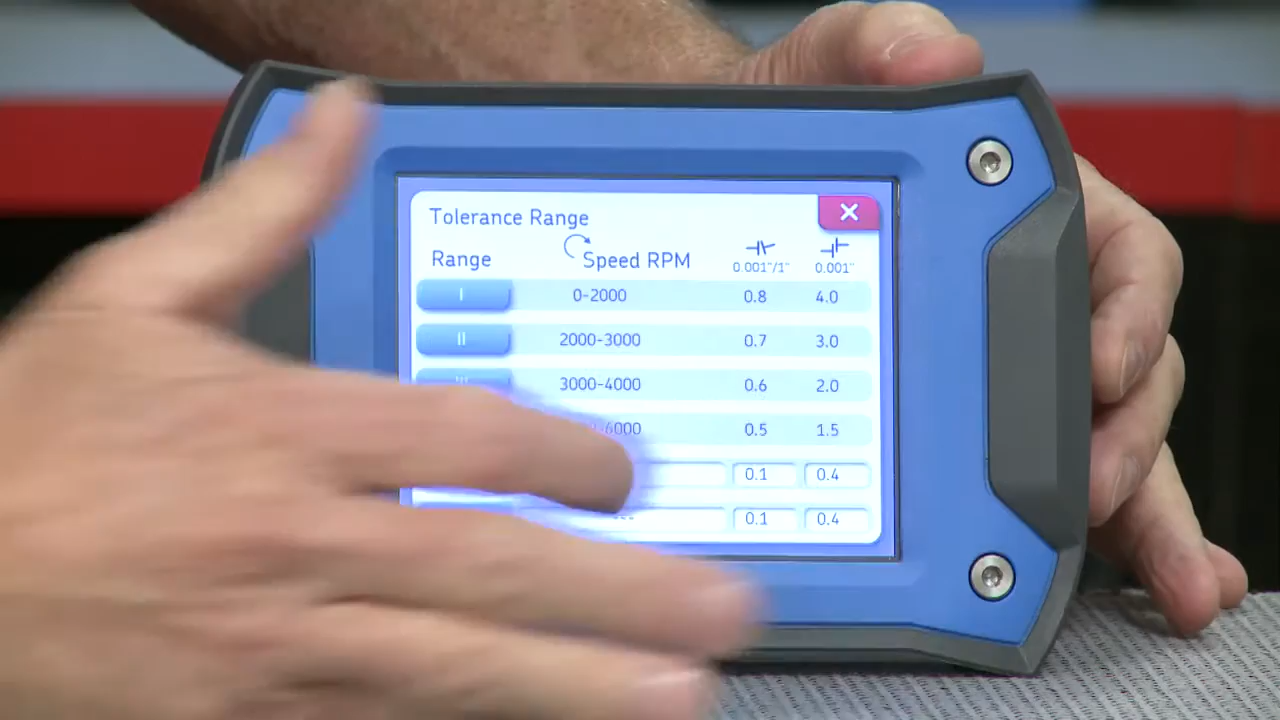 Tolerance Range X
Range Speed RPM 0.001"/1" 0.001"
I 0-2000 0.8 4.0
II 2000-3000 0.7 3.0
III 3000-4000 0.6 2.0
0.5 1.5
0.1 0.4
0.1 0.4